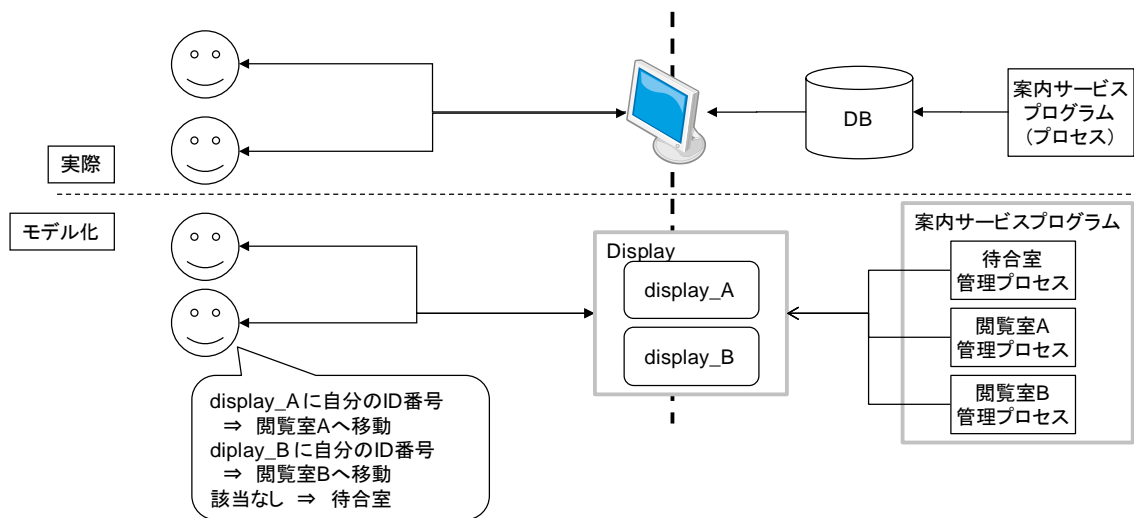 実際
DB
案内サービス
プログラム
(プロセス)
モデル化
Display
display_A
display_B
案内サービスプログラム
待合室
管理プロセス
閲覧室A
管理プロセス
閲覧室B
管理プロセス
display_Aに自分のID番号
⇒ 閲覧室Aへ移動
diplay_Bに自分のID番号
⇒ 閲覧室Bへ移動
該当なし ⇒ 待合室